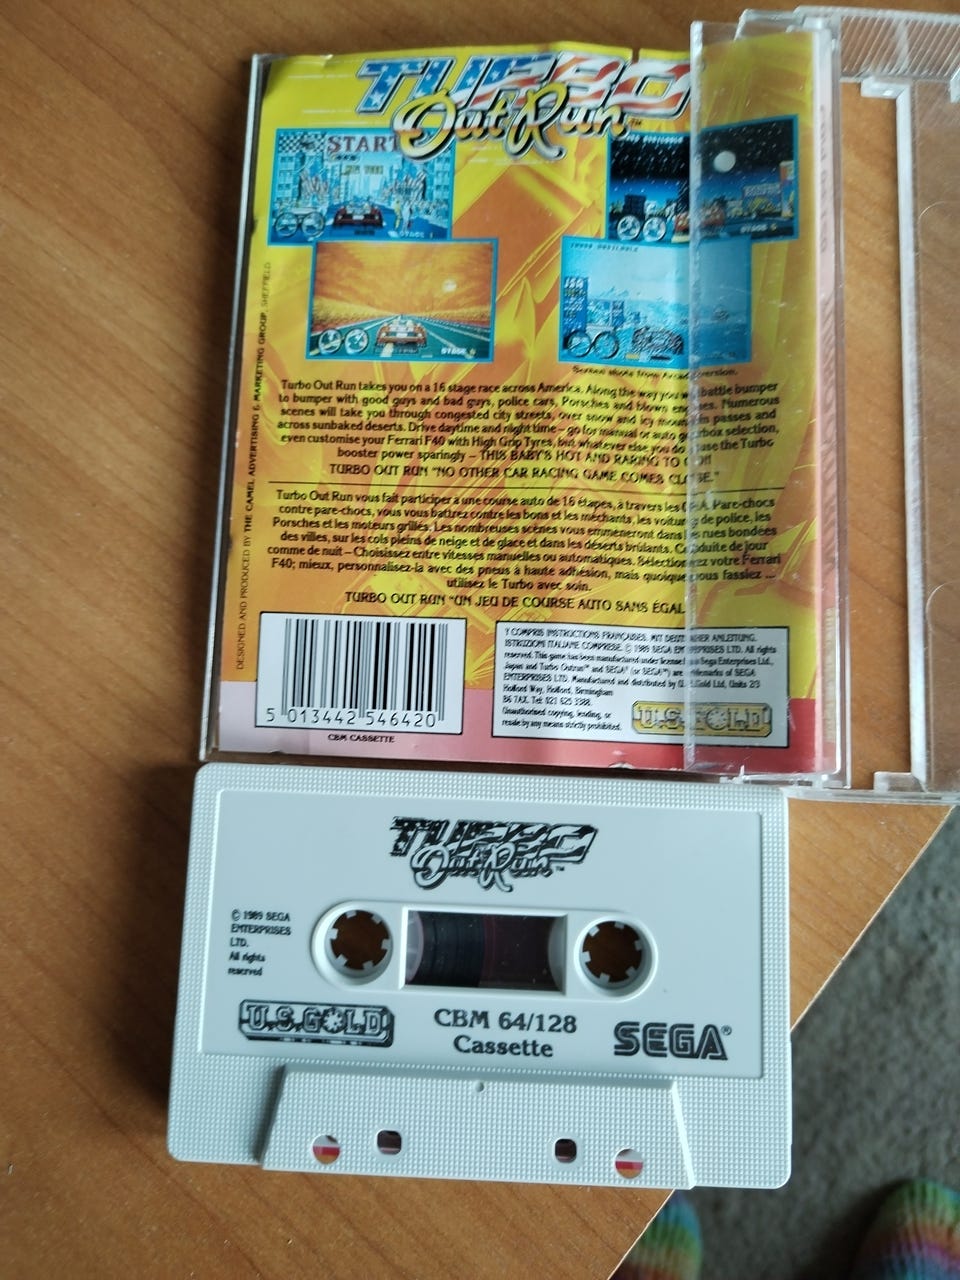 TURBO
Out Run™
START
STAGE 1
STAGE 5
STAGE
Screen shots from Arcade version.
Turbo Out Run takes you on a 16 stage race across America. Along the way you battle bumper
to bumper with good guys and bad guys, police cars, Porsches and blown engines. Numerous
scenes will take you through congested city streets, over snow and icy mountain passes and
across sunbaked deserts. Drive daytime and night time – go for manual or auto gearbox selection,
even customise your Ferrari F40 with High Grip Tyres, but whatever else you do use the Turbo
booster power sparingly – THIS BABY'S HOT AND RARING TO GO!!
TURBO OUT RUN "NO OTHER CAR RACING GAME COMES CLOSE."
Turbo Out Run vous fait participer à une course auto de 16 étapes, à travers les U.S.A. Pare-chocs
contre pare-chocs, vous vous battrez contre les bons et les méchants, les voitures de police, les
Porsches et les moteurs grillés. Les nombreuses scènes vous emmèneront dans les rues bondées
des villes, sur les cols pleins de neige et de glace et dans les déserts brûlants. Conduite de jour
comme de nuit – Choisissez entre vitesses manuelles ou automatiques. Sélectionnez votre Ferrari
F40; mieux, personnalisez-la avec des pneus à haute adhésion, mais quoique vous fassiez ...
utilisez le Turbo avec soin.
TURBO OUT RUN "UN JEU DE COURSE AUTO SANS ÉGAL
DESIGNED AND PRODUCED BY THE CAMEL ADVERTISING & MARKETING GROUP, SHEFFIELD
5 013442 546420
CBM CASSETTE
Y COMPRIS INSTRUCTIONS FRANÇAISES. MIT DEUTSCHER ANLEITUNG.
ISTRUZIONI ITALIANE COMPRESE. © 1989 SEGA ENTERPRISES LTD. All rights
reserved. This game has been manufactured under license from Sega Enterprises Ltd.,
Japan and Turbo Outrun™ and SEGA® (or SEGA™) are trademarks of SEGA
ENTERPRISES LTD. Manufactured and distributed by U.S. Gold Ltd, Units 2/3
Holford Way, Holford, Birmingham
B6 7AX. Tel: 021 625 3388.
Unauthorised copying, lending, or
resale by any means strictly prohibited.
U.S. GOLD
TURBO
Out Run™
© 1989 SEGA
ENTERPRISES
LTD.
All rights
reserved
U.S. GOLD
CBM 64/128
Cassette
SEGA®